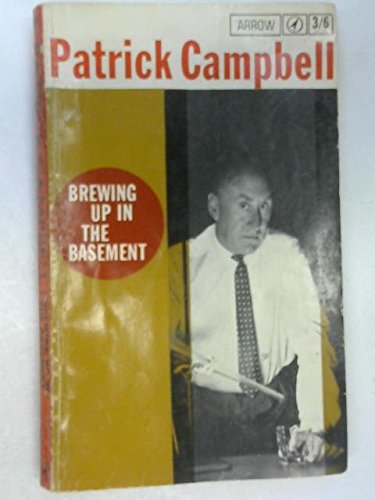 ARROW 3/6
Patrick Campbell
BREWING
UP IN
THE
BASEMENT